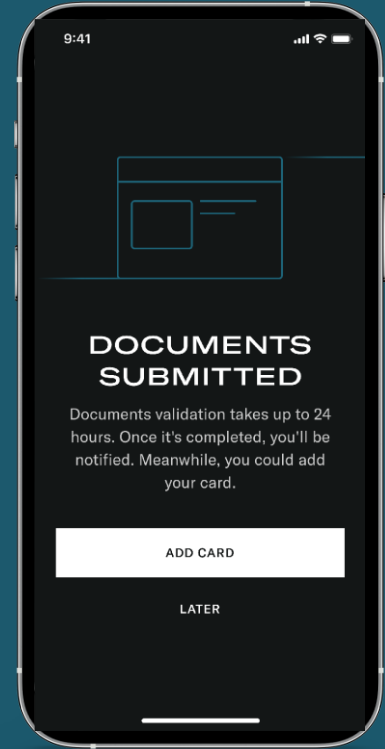 9:41
DOCUMENTS
SUBMITTED
Documents validation takes up to 24
hours. Once it's completed, you'll be
notified. Meanwhile, you could add
your card.
ADD CARD
LATER